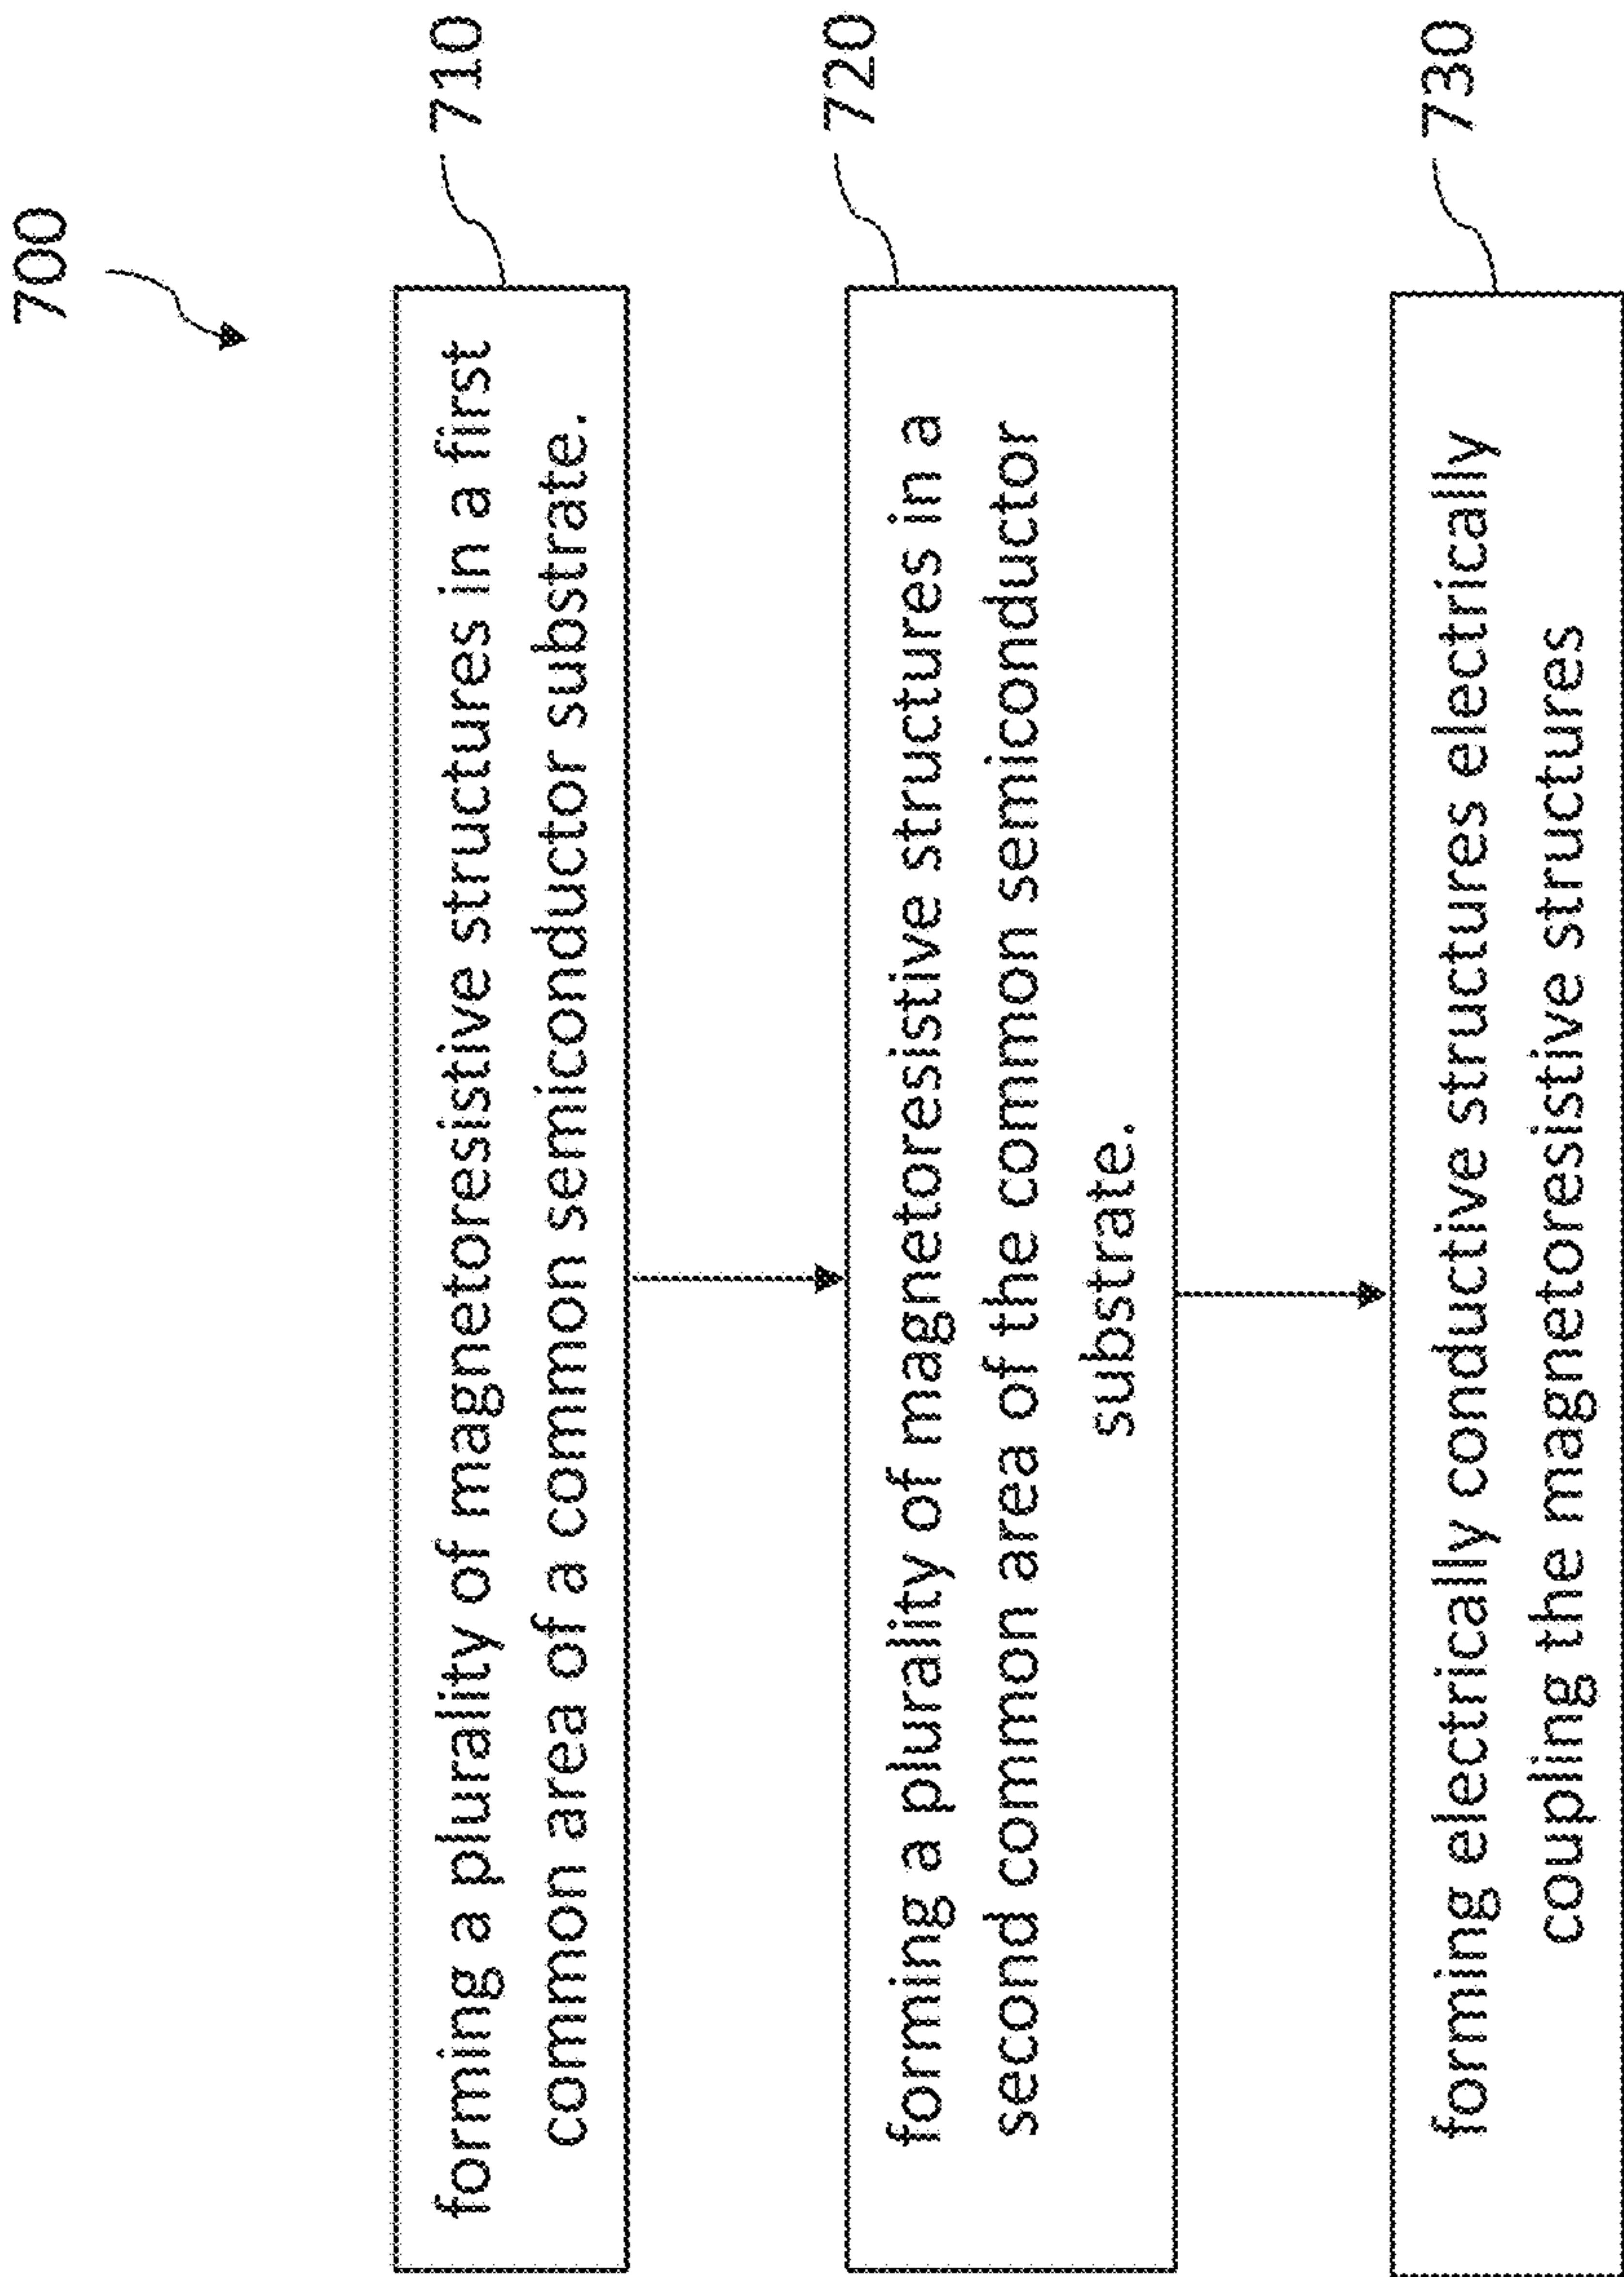 700
710
forming a plurality of magnetoresistive structures in a first
common area of a common semiconductor substrate.
720
forming a plurality of magnetoresistive structures in a
second common area of the common semiconductor
substrate.
730
forming electrically conductive structures electrically
coupling the magnetoresistive structures